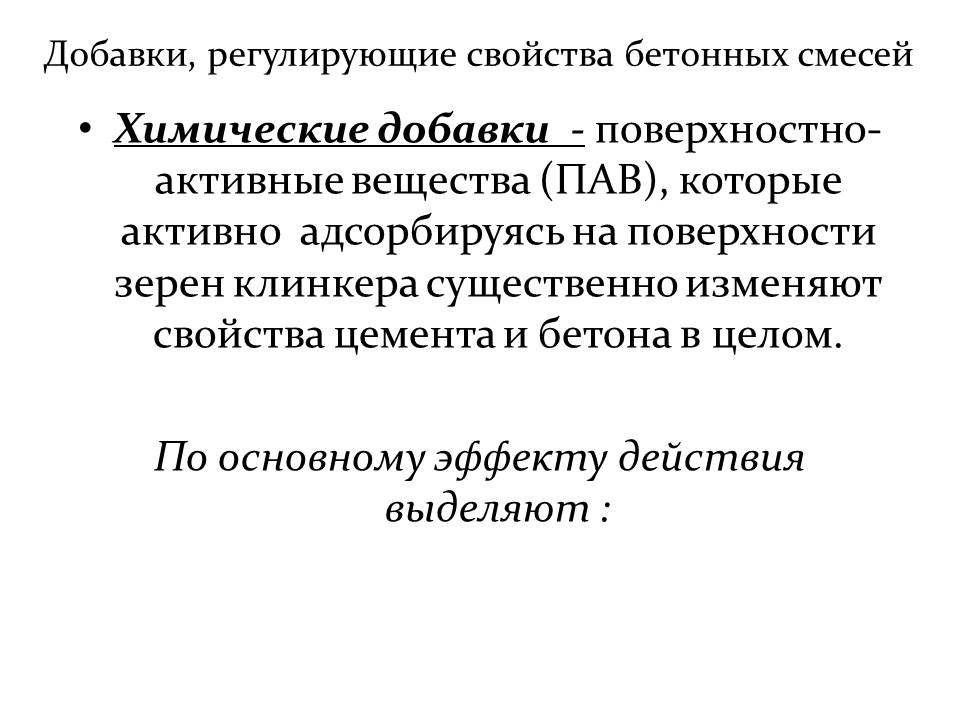 Добавки, регулирующие свойства бетонных смесей
• Химические добавки - поверхностно-
активные вещества (ПАВ), которые
активно адсорбируясь на поверхности
зерен клинкера существенно изменяют
свойства цемента и бетона в целом.
По основному эффекту действия
выделяют :